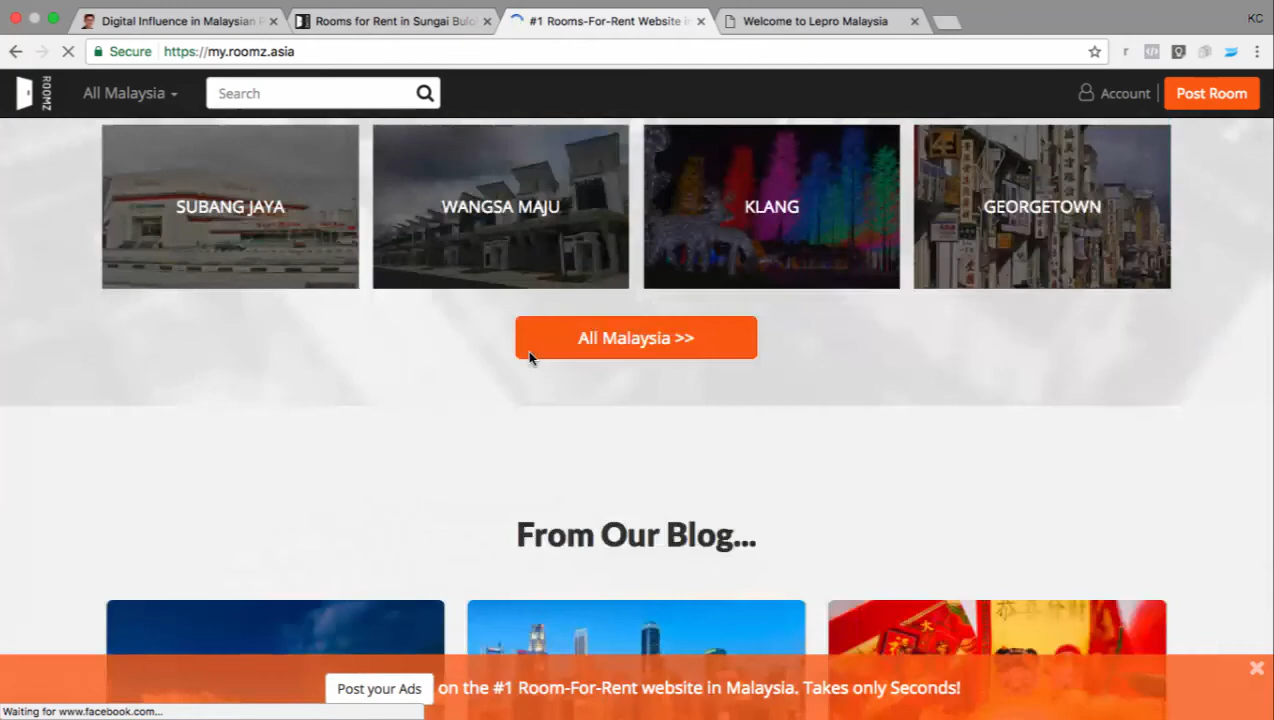 Digital Influence in Malaysian P
Rooms for Rent in Sungai Bulo
#1 Rooms-For-Rent Website in
Welcome to Lepro Malaysia
KC
Secure
https://my.roomz.asia
ROOMZ
All Malaysia
Search
Account
Post Room
SUBANG JAYA
WANGSA MAJU
KLANG
GEORGETOWN
All Malaysia >>
From Our Blog...
Post your Ads on the #1 Room-For-Rent website in Malaysia. Takes only Seconds!
Waiting for www.facebook.com...